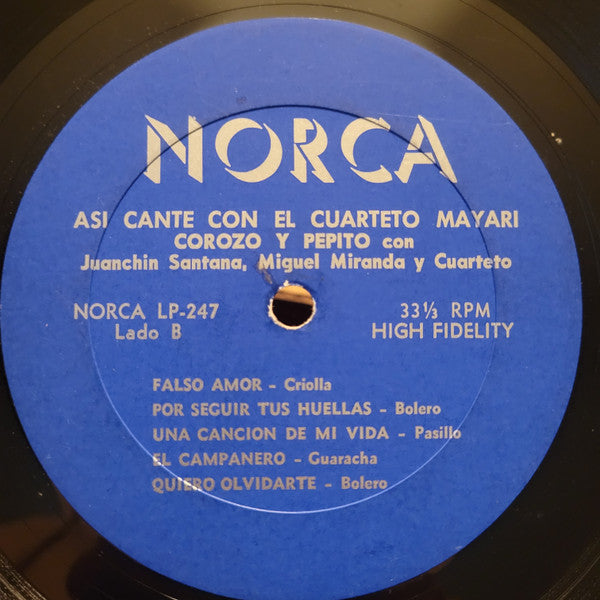 NORCA
ASI CANTE CON EL CUARTETO MAYARI
COROZO Y PEPITO con
Juanchin Santana, Miguel Miranda y Cuarteto
NORCA LP-247
Lado B
33⅓ RPM
HIGH FIDELITY
FALSO AMOR - Criolla
POR SEGUIR TUS HUELLAS - Bolero
UNA CANCION DE MI VIDA - Pasillo
EL CAMPANERO - Guaracha
QUIERO OLVIDARTE - Bolero